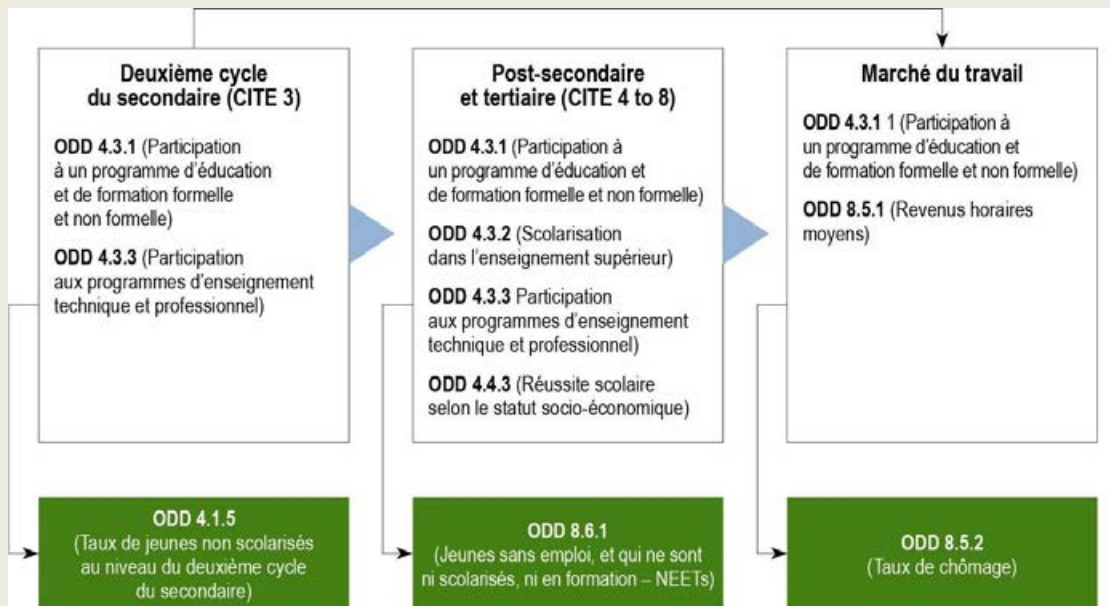 Deuxième cycle
du secondaire (CITE 3)
ODD 4.3.1 (Participation
à un programme d'éducation
et de formation formelle
et non formelle)
ODD 4.3.3 (Participation
aux programmes d'enseignement
technique et professionnel)
Post-secondaire
et tertiaire (CITE 4 to 8)
ODD 4.3.1 (Participation à
un programme d'éducation et
de formation formelle et non formelle)
ODD 4.3.2 (Scolarisation
dans l'enseignement supérieur)
ODD 4.3.3 Participation
aux programmes d'enseignement
technique et professionnel)
ODD 4.4.3 (Réussite scolaire
selon le statut socio-économique)
Marché du travail
ODD 4.3.1 1 (Participation à
un programme d'éducation et
de formation formelle et non formelle)
ODD 8.5.1 (Revenus horaires
moyens)
ODD 4.1.5
(Taux de jeunes non scolarisés
au niveau du deuxième cycle
du secondaire)
ODD 8.6.1
(Jeunes sans emploi, et qui ne sont
ni scolarisés, ni en formation – NEETs)
ODD 8.5.2
(Taux de chômage)